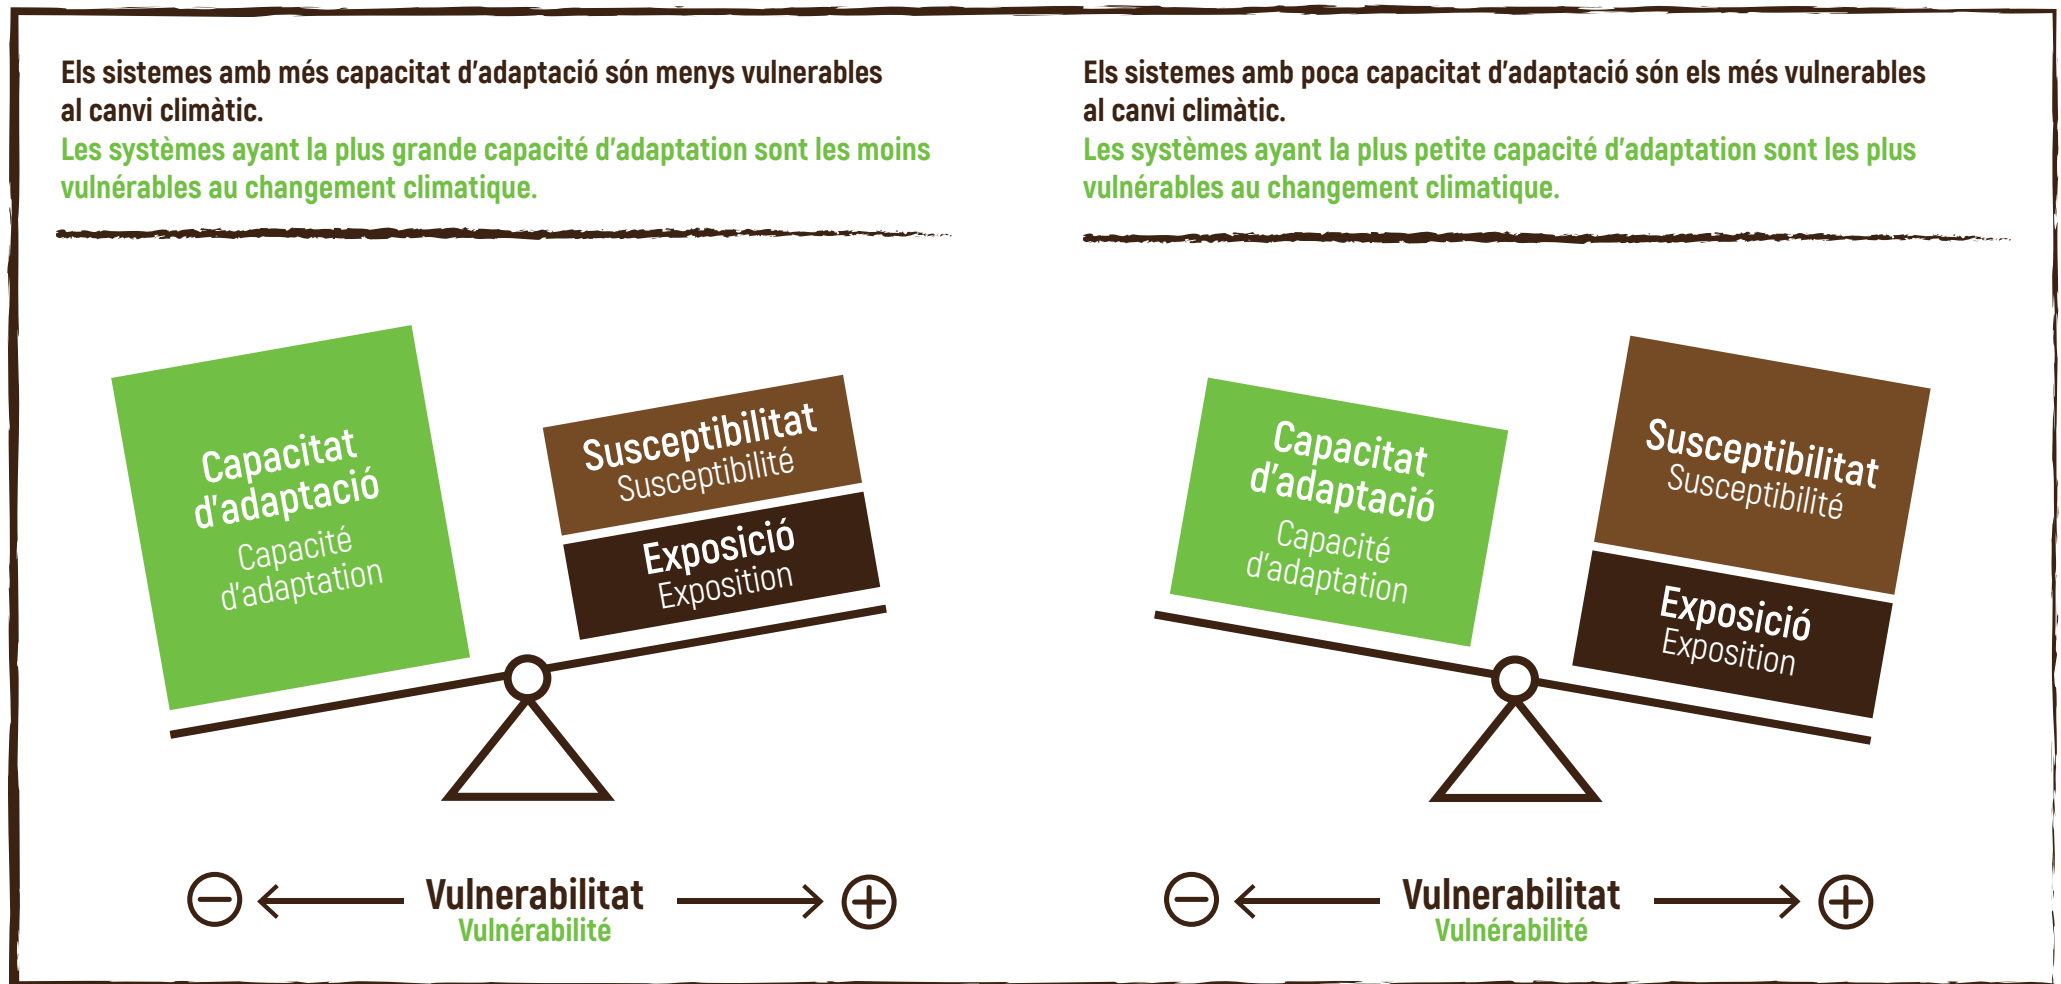 Els sistemes amb més capacitat d'adaptació són menys vulnerables
al canvi climàtic.
Les systèmes ayant la plus grande capacité d'adaptation sont les moins
vulnérables au changement climatique.
Capacitat
d'adaptació
Capacité
d'adaptation
Susceptibilitat
Susceptibilité
Exposició
Exposition
Vulnerabilitat
Vulnérabilité
Els sistemes amb poca capacitat d'adaptació són els més vulnerables
al canvi climàtic.
Les systèmes ayant la plus petite capacité d'adaptation sont les plus
vulnérables au changement climatique.
Capacitat
d'adaptació
Capacité
d'adaptation
Susceptibilitat
Susceptibilité
Exposició
Exposition
Vulnerabilitat
Vulnérabilité